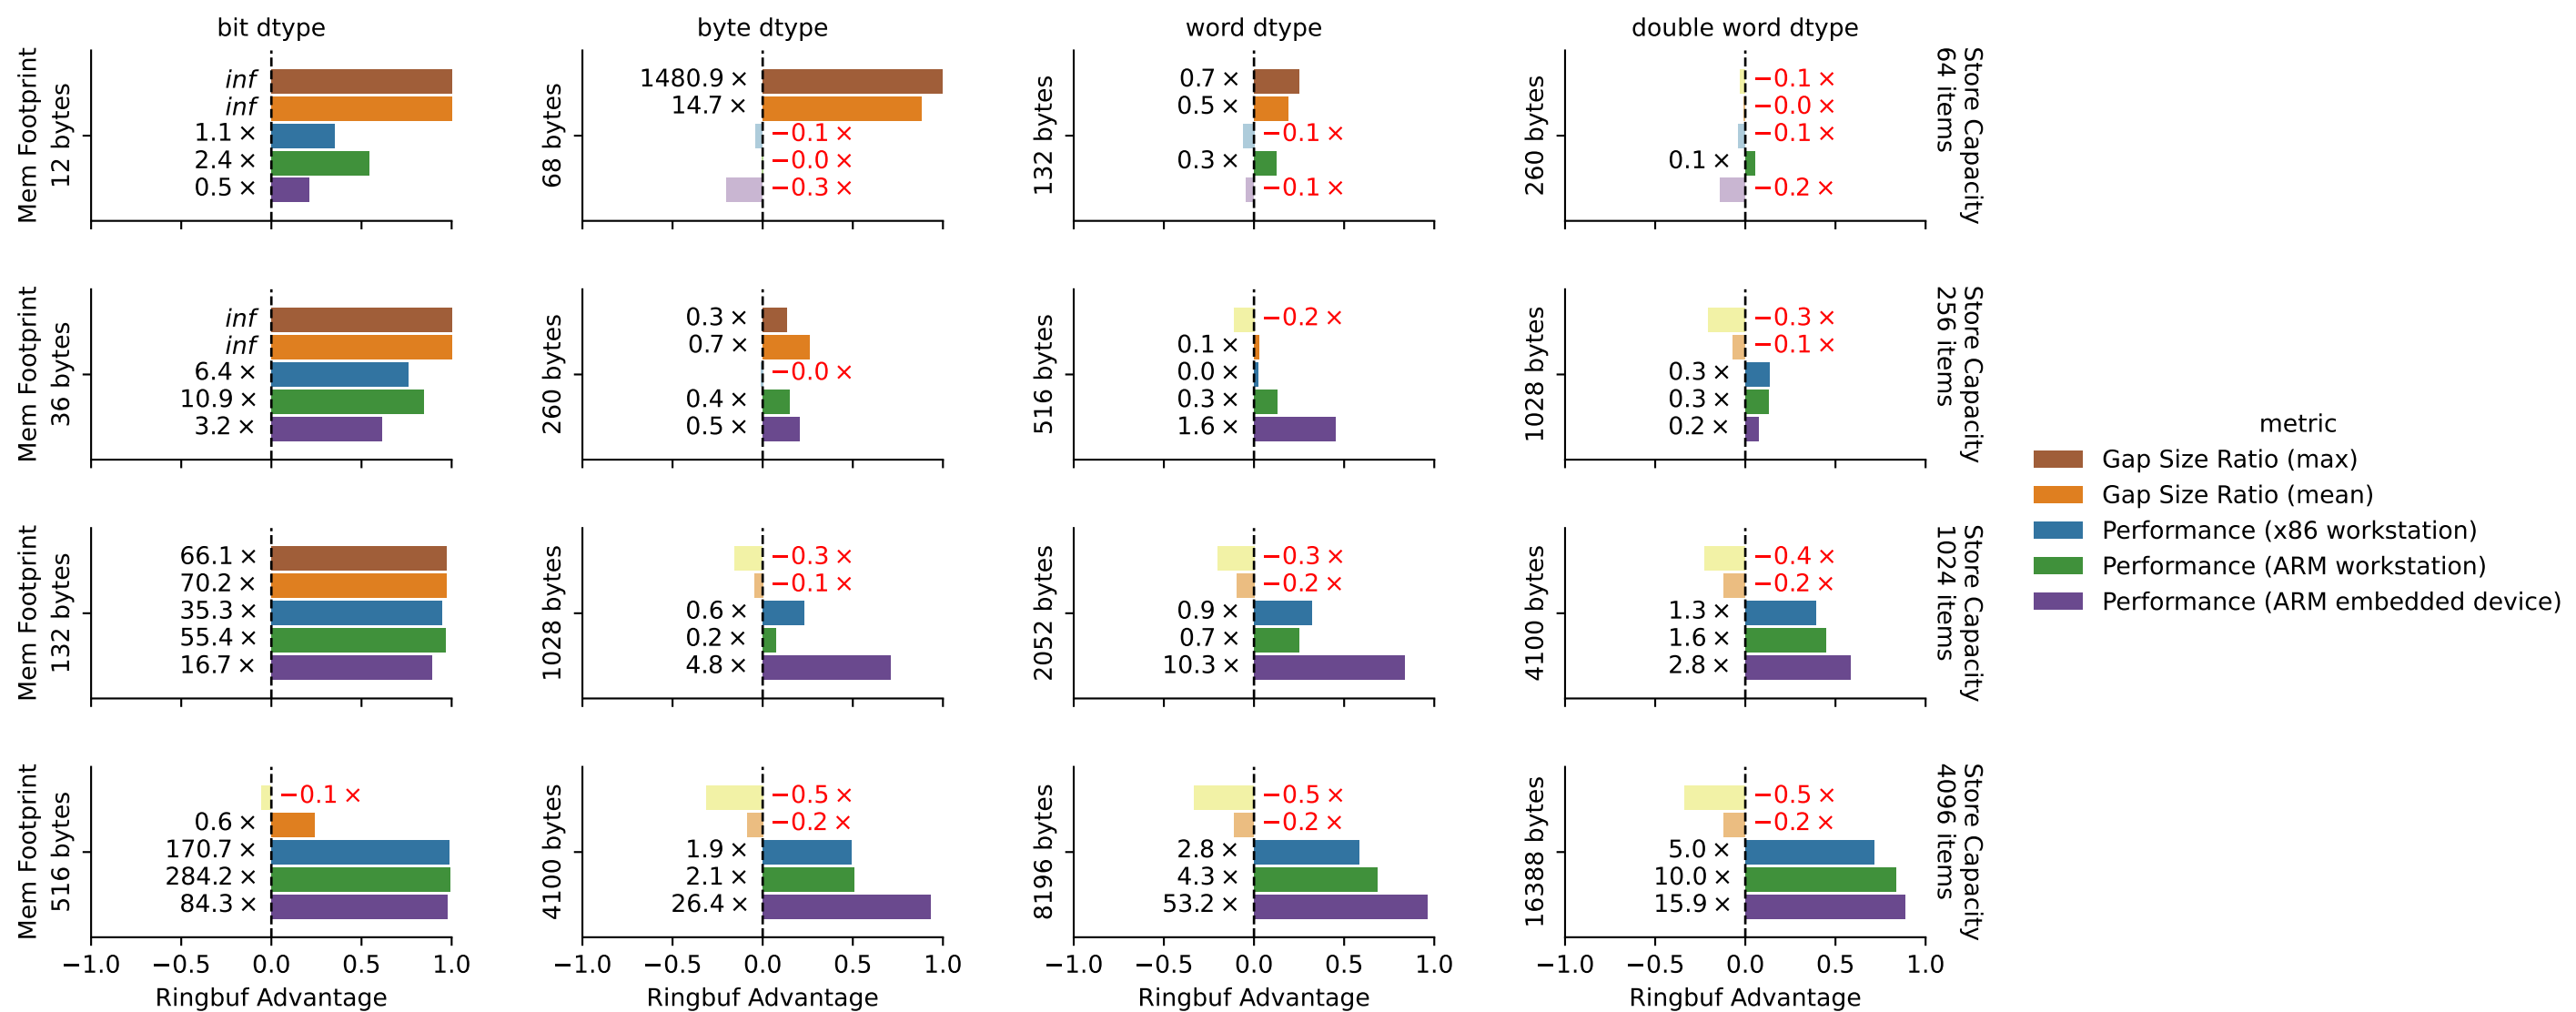 bit dtype
byte dtype
word dtype
double word dtype
Mem Footprint
12 bytes
inf
inf
1.1 ×
2.4 ×
0.5 ×
68 bytes
1480.9 ×
14.7 ×
−0.1 ×
−0.0 ×
−0.3 ×
132 bytes
0.7 ×
0.5 ×
−0.1 ×
0.3 ×
−0.1 ×
260 bytes
−0.1 ×
−0.0 ×
−0.1 ×
0.1 ×
−0.2 ×
Store Capacity
64 items
Mem Footprint
36 bytes
inf
inf
6.4 ×
10.9 ×
3.2 ×
260 bytes
0.3 ×
0.7 ×
−0.0 ×
0.4 ×
0.5 ×
516 bytes
−0.2 ×
0.1 ×
0.0 ×
0.3 ×
1.6 ×
1028 bytes
−0.3 ×
−0.1 ×
0.3 ×
0.3 ×
0.2 ×
Store Capacity
256 items
Mem Footprint
132 bytes
66.1 ×
70.2 ×
35.3 ×
55.4 ×
16.7 ×
1028 bytes
−0.3 ×
−0.1 ×
0.6 ×
0.2 ×
4.8 ×
2052 bytes
−0.3 ×
−0.2 ×
0.9 ×
0.7 ×
10.3 ×
4100 bytes
−0.4 ×
−0.2 ×
1.3 ×
1.6 ×
2.8 ×
Store Capacity
1024 items
Mem Footprint
516 bytes
−0.1 ×
0.6 ×
170.7 ×
284.2 ×
84.3 ×
−1.0 −0.5 0.0 0.5 1.0
Ringbuf Advantage
4100 bytes
−0.5 ×
−0.2 ×
1.9 ×
2.1 ×
26.4 ×
−1.0 −0.5 0.0 0.5 1.0
Ringbuf Advantage
8196 bytes
−0.5 ×
−0.2 ×
2.8 ×
4.3 ×
53.2 ×
−1.0 −0.5 0.0 0.5 1.0
Ringbuf Advantage
16388 bytes
−0.5 ×
−0.2 ×
5.0 ×
10.0 ×
15.9 ×
−1.0 −0.5 0.0 0.5 1.0
Ringbuf Advantage
Store Capacity
4096 items
metric
Gap Size Ratio (max)
Gap Size Ratio (mean)
Performance (x86 workstation)
Performance (ARM workstation)
Performance (ARM embedded device)